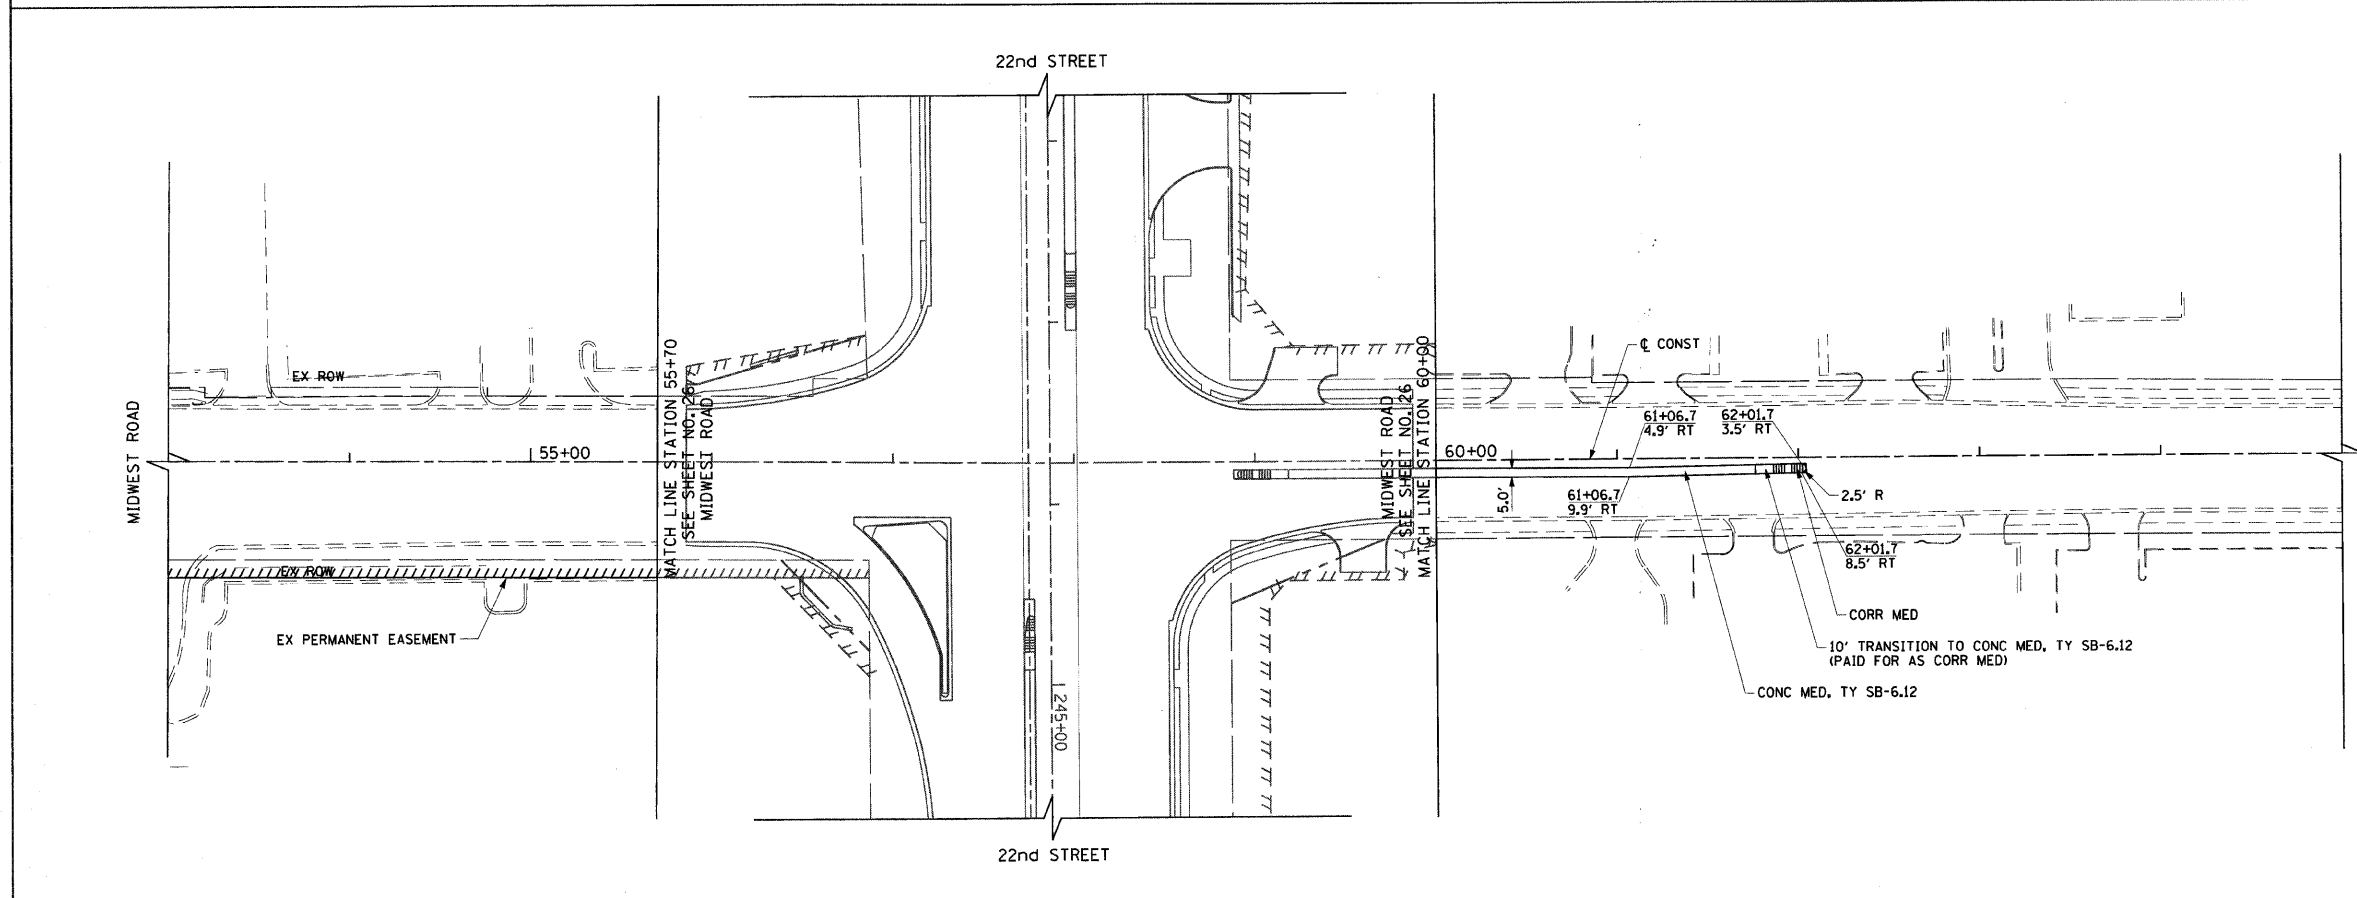 22nd STREET
MIDWEST ROAD
EX ROW
55+00
MATCH LINE STATION 55+70
SEE SHEET NO. 26
MIDWEST ROAD
EX ROW
EX PERMANENT EASEMENT
245+00
22nd STREET
MIDWEST ROAD
SEE SHEET NO. 26
MATCH LINE STATION 60+00
60+00
℄ CONST
61+06.7
4.9' RT
62+01.7
3.5' RT
5.0'
61+06.7
9.9' RT
2.5' R
62+01.7
8.5' RT
CORR MED
10' TRANSITION TO CONC MED, TY SB-6.12
(PAID FOR AS CORR MED)
CONC MED, TY SB-6.12